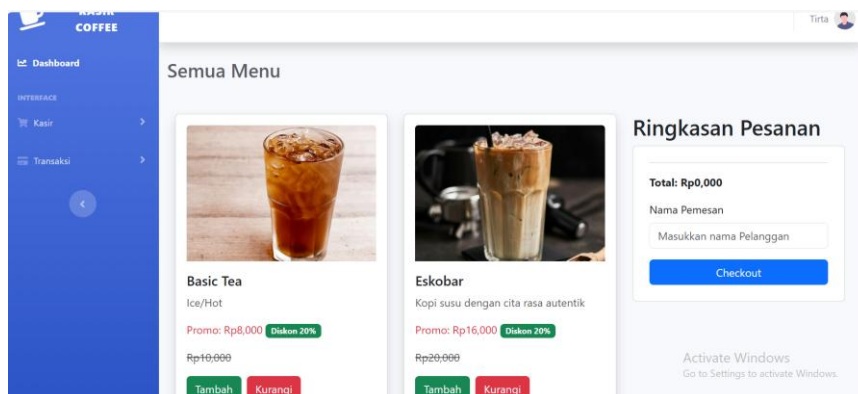 COFFEE
Tirta
Dashboard
INTERFACE
Kasir
Transaksi
Semua Menu
Basic Tea
Ice/Hot
Promo: Rp8,000 Diskon 20%
Rp10,000
Tambah Kurangi
Eskobar
Kopi susu dengan cita rasa autentik
Promo: Rp16,000 Diskon 20%
Rp20,000
Tambah Kurangi
Ringkasan Pesanan
Total: Rp0,000
Nama Pemesan
Masukkan nama Pelanggan
Checkout
Activate Windows
Go to Settings to activate Windows.